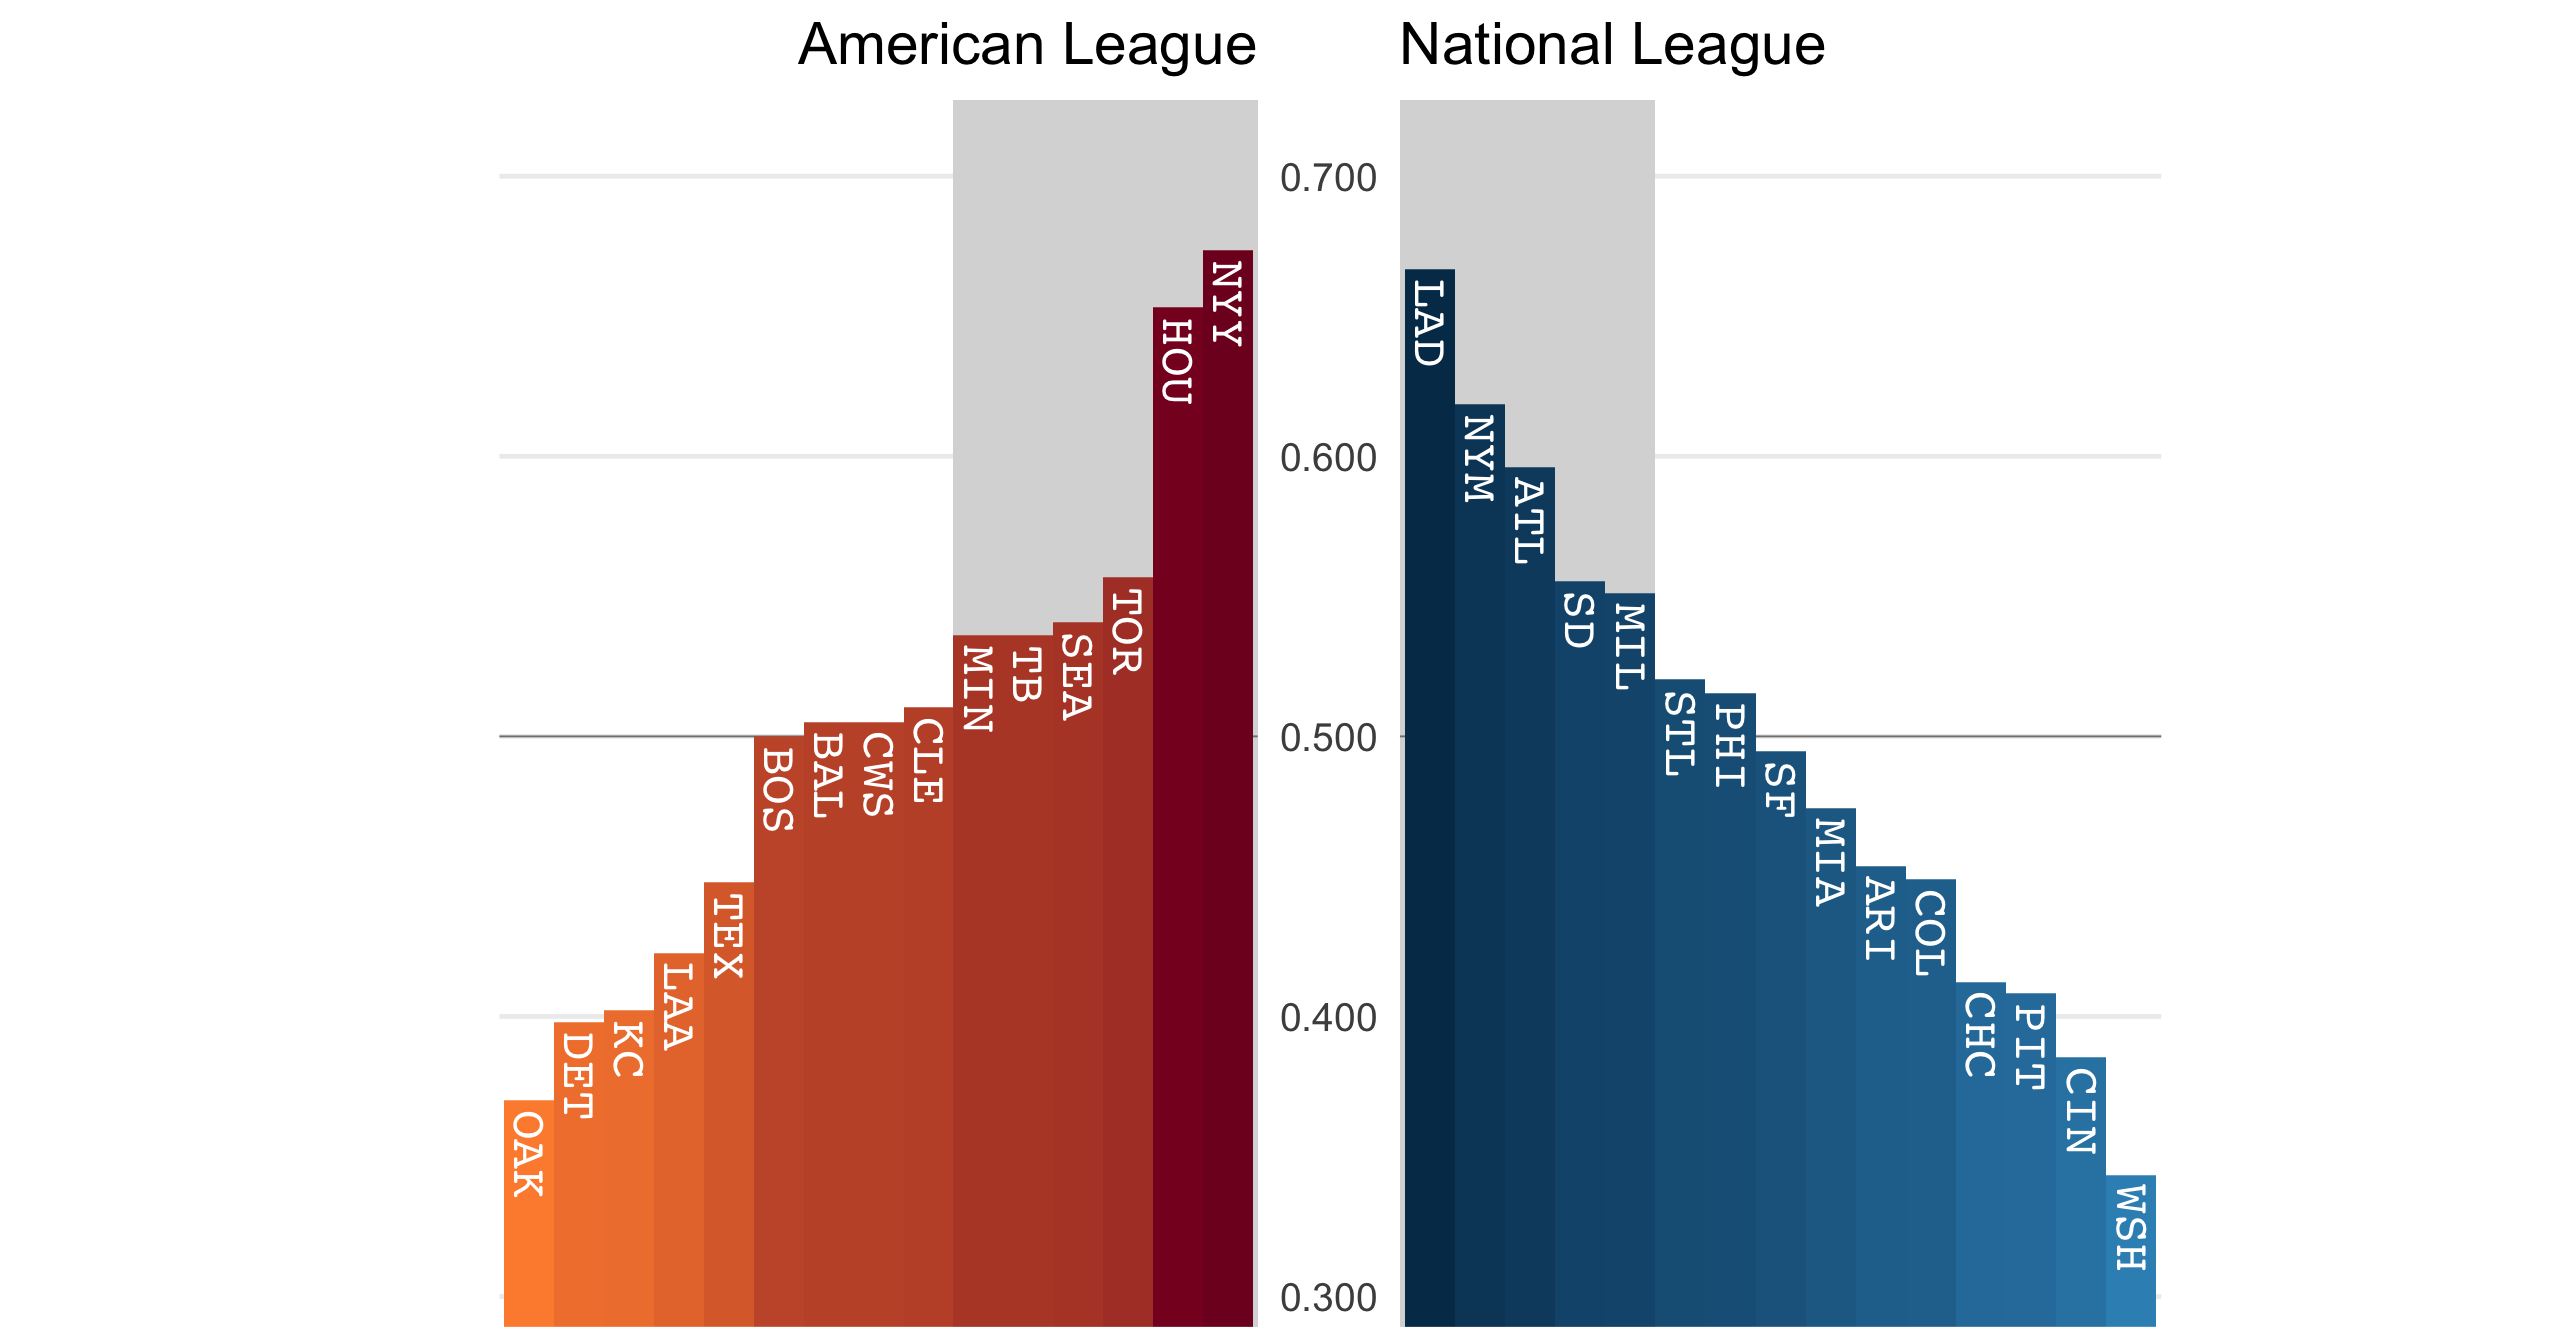 American League
National League
0.700
0.600
0.500
0.400
0.300
OAK
DET
KC
LAA
TEX
BOS
BAL
CWS
CLE
MIN
TB
SEA
TOR
HOU
NYY
LAD
NYM
ATL
SD
MIL
STL
PHI
SF
MIA
ARI
COL
CHC
PIT
CIN
WSH